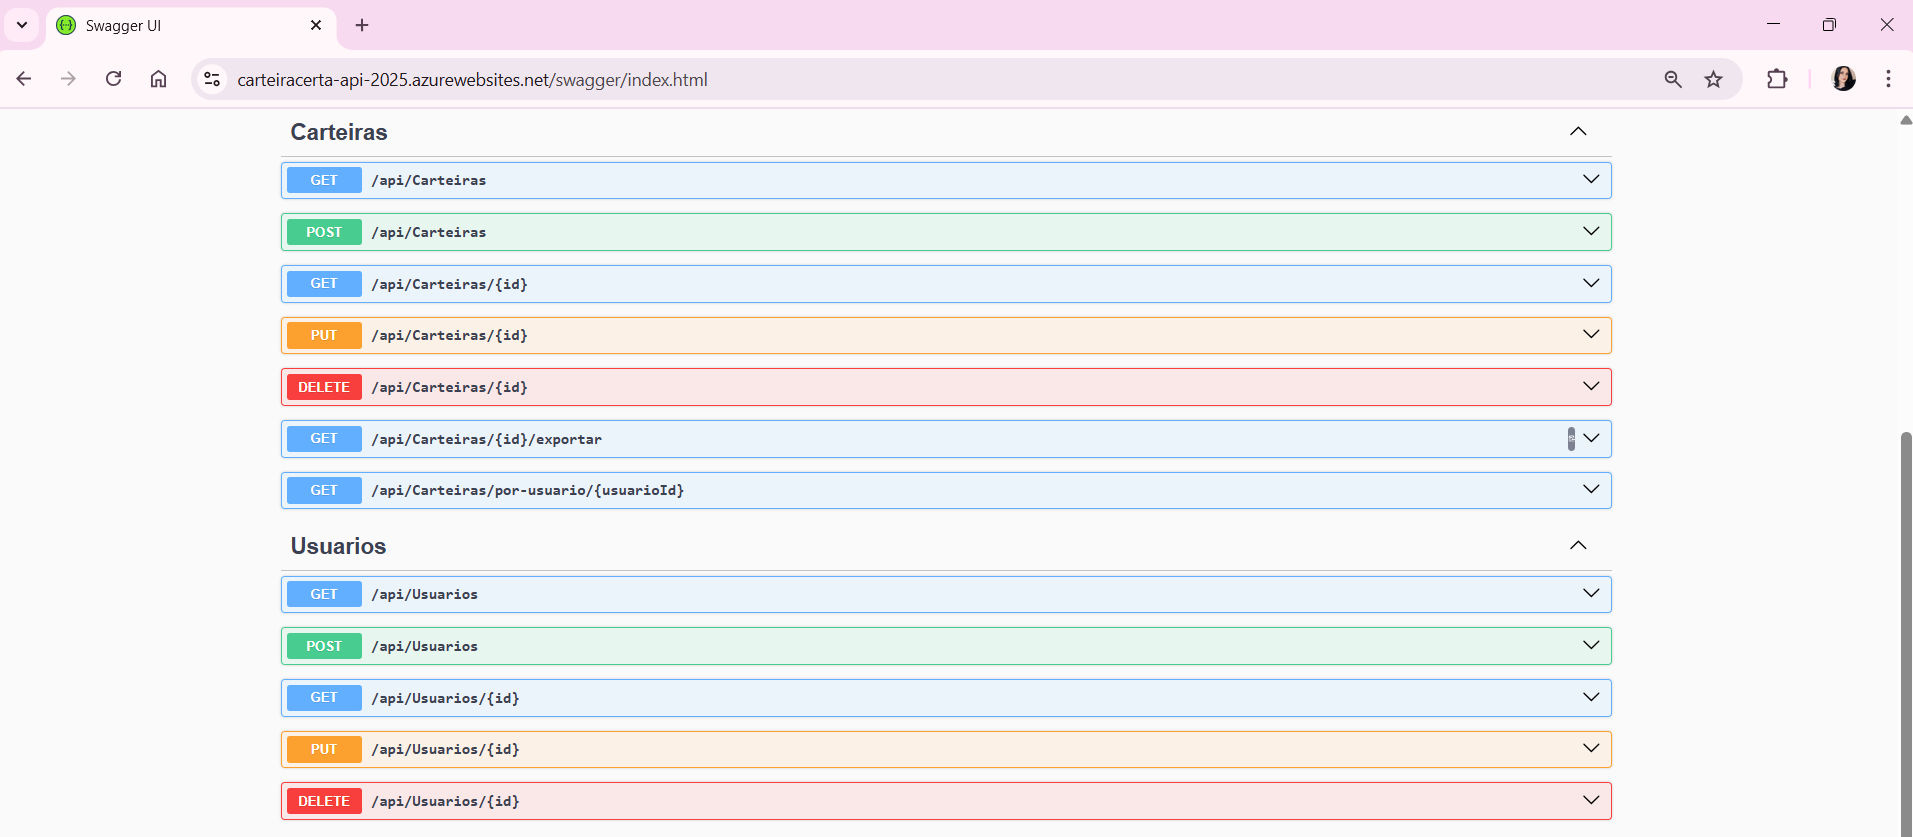 Swagger UI
carteiracerta-api-2025.azurewebsites.net/swagger/index.html
Carteiras
GET /api/Carteiras
POST /api/Carteiras
GET /api/Carteiras/{id}
PUT /api/Carteiras/{id}
DELETE /api/Carteiras/{id}
GET /api/Carteiras/{id}/exportar
GET /api/Carteiras/por-usuario/{usuarioId}
Usuarios
GET /api/Usuarios
POST /api/Usuarios
GET /api/Usuarios/{id}
PUT /api/Usuarios/{id}
DELETE /api/Usuarios/{id}